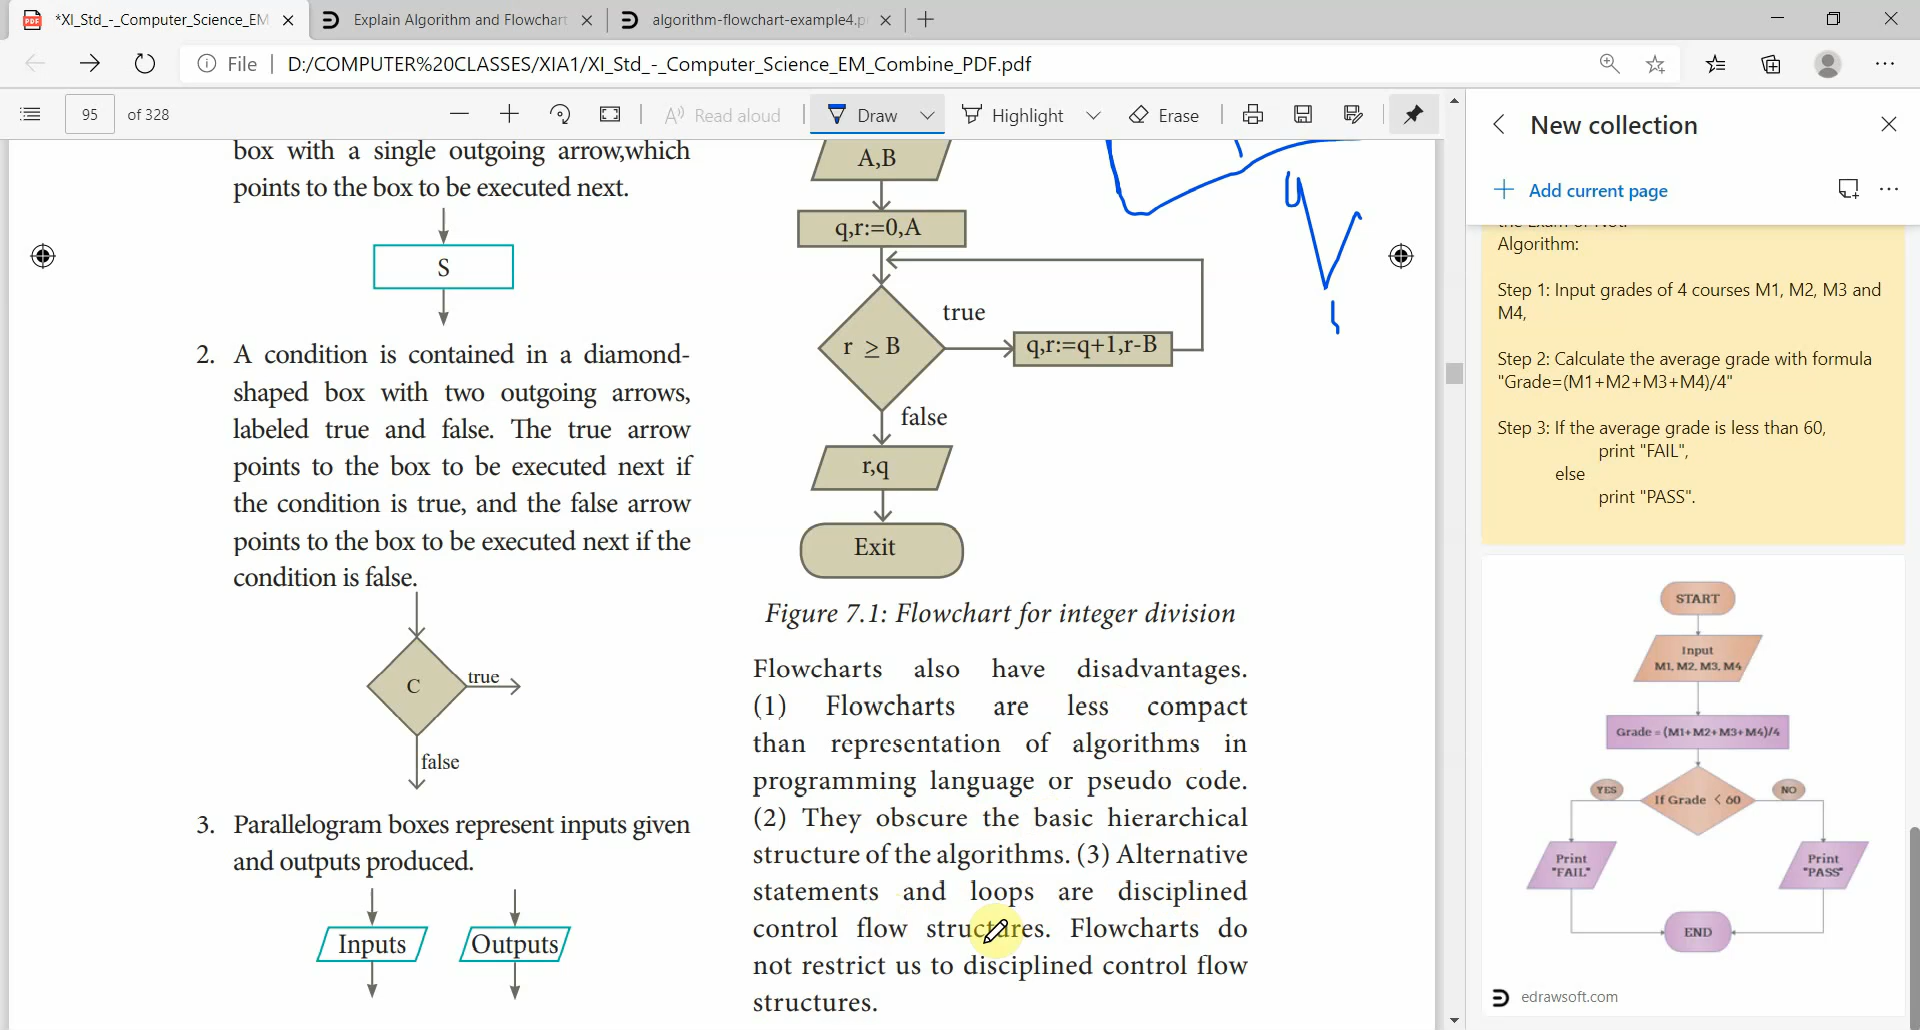 *XI_Std_-_Computer_Science_EM
Explain Algorithm and Flowchart
algorithm-flowchart-example4.p
File
D:/COMPUTER%20CLASSES/XIA1/XI_Std_-_Computer_Science_EM_Combine_PDF.pdf
95 of 328
Read aloud
Draw
Highlight
Erase
box with a single outgoing arrow,which
points to the box to be executed next.
S
2. A condition is contained in a diamond-
shaped box with two outgoing arrows,
labeled true and false. The true arrow
points to the box to be executed next if
the condition is true, and the false arrow
points to the box to be executed next if the
condition is false.
C
true
false
3. Parallelogram boxes represent inputs given
and outputs produced.
Inputs
Outputs
A,B
q,r:=0,A
r ≥ B
true
q,r:=q+1,r-B
false
r,q
Exit
Figure 7.1: Flowchart for integer division
Flowcharts also have disadvantages.
(1) Flowcharts are less compact
than representation of algorithms in
programming language or pseudo code.
(2) They obscure the basic hierarchical
structure of the algorithms. (3) Alternative
statements and loops are disciplined
control flow structures. Flowcharts do
not restrict us to disciplined control flow
structures.
New collection
Add current page
the Exam or Not.
Algorithm:
Step 1: Input grades of 4 courses M1, M2, M3 and
M4,
Step 2: Calculate the average grade with formula
"Grade=(M1+M2+M3+M4)/4"
Step 3: If the average grade is less than 60,
print "FAIL",
else
print "PASS".
START
Input
M1, M2, M3, M4
Grade = (M1+M2+M3+M4)/4
YES
If Grade < 60
NO
Print
"FAIL"
Print
"PASS"
END
edrawsoft.com